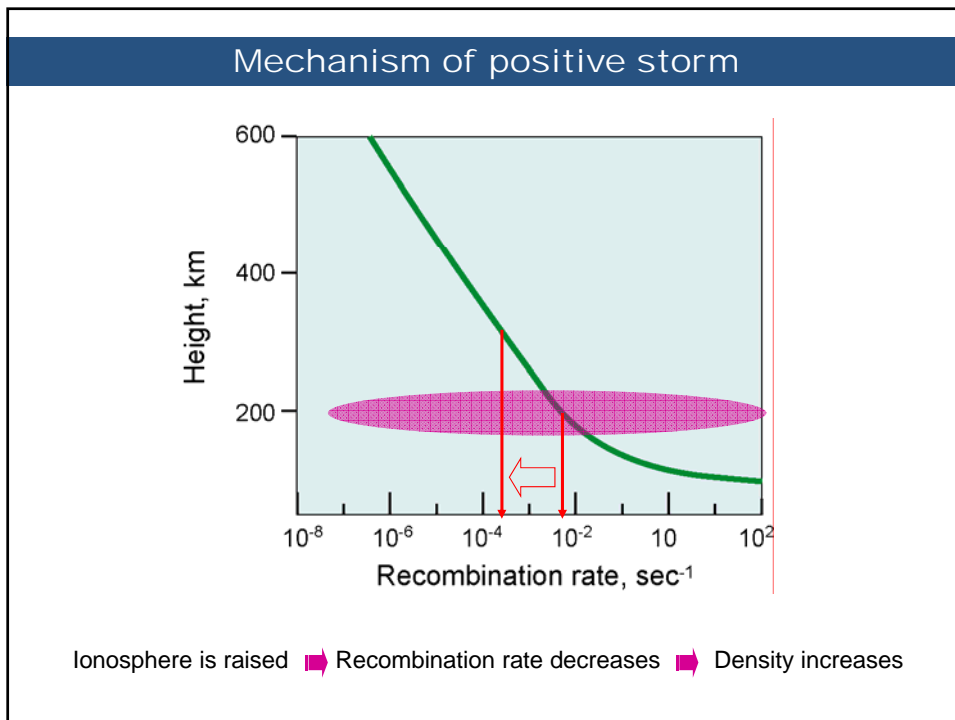 Mechanism of positive storm
600
400
200
Height, km
10-8 10-6 10-4 10-2 10 102
Recombination rate, sec-1
Ionosphere is raised Recombination rate decreases Density increases